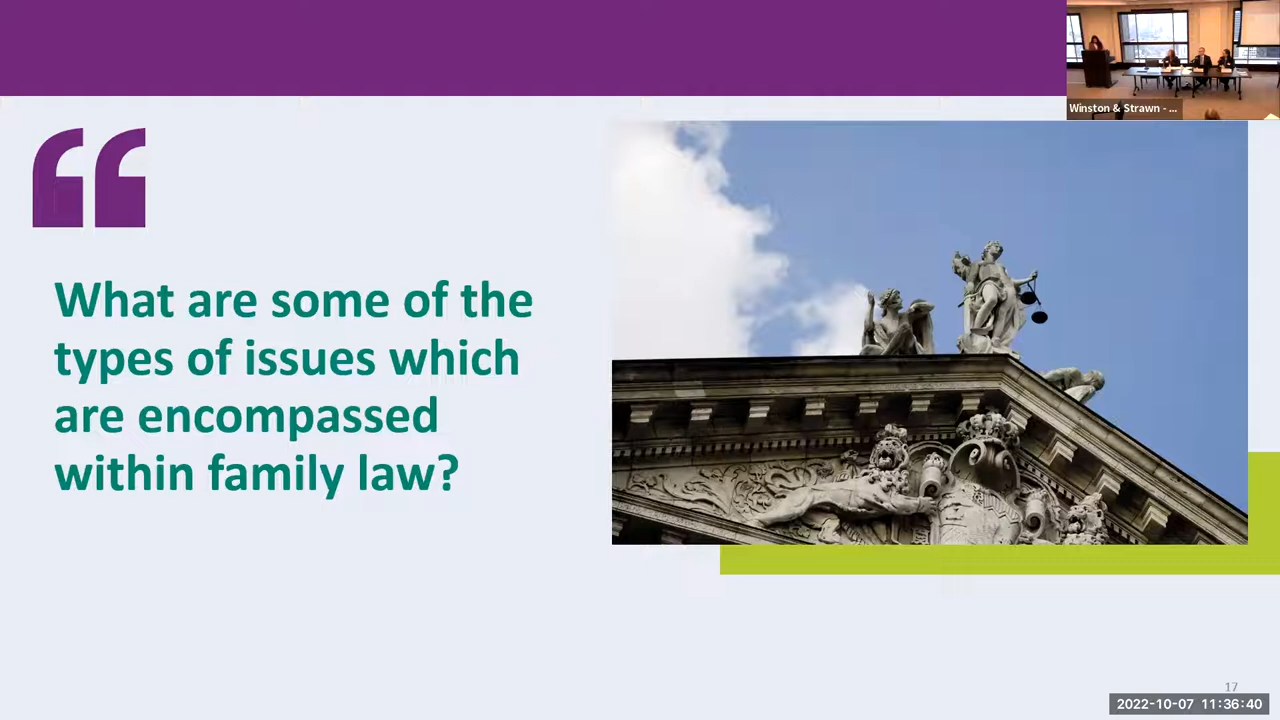 Winston & Strawn - ...
What are some of the
types of issues which
are encompassed
within family law?
17
2022-10-07 11:36:40